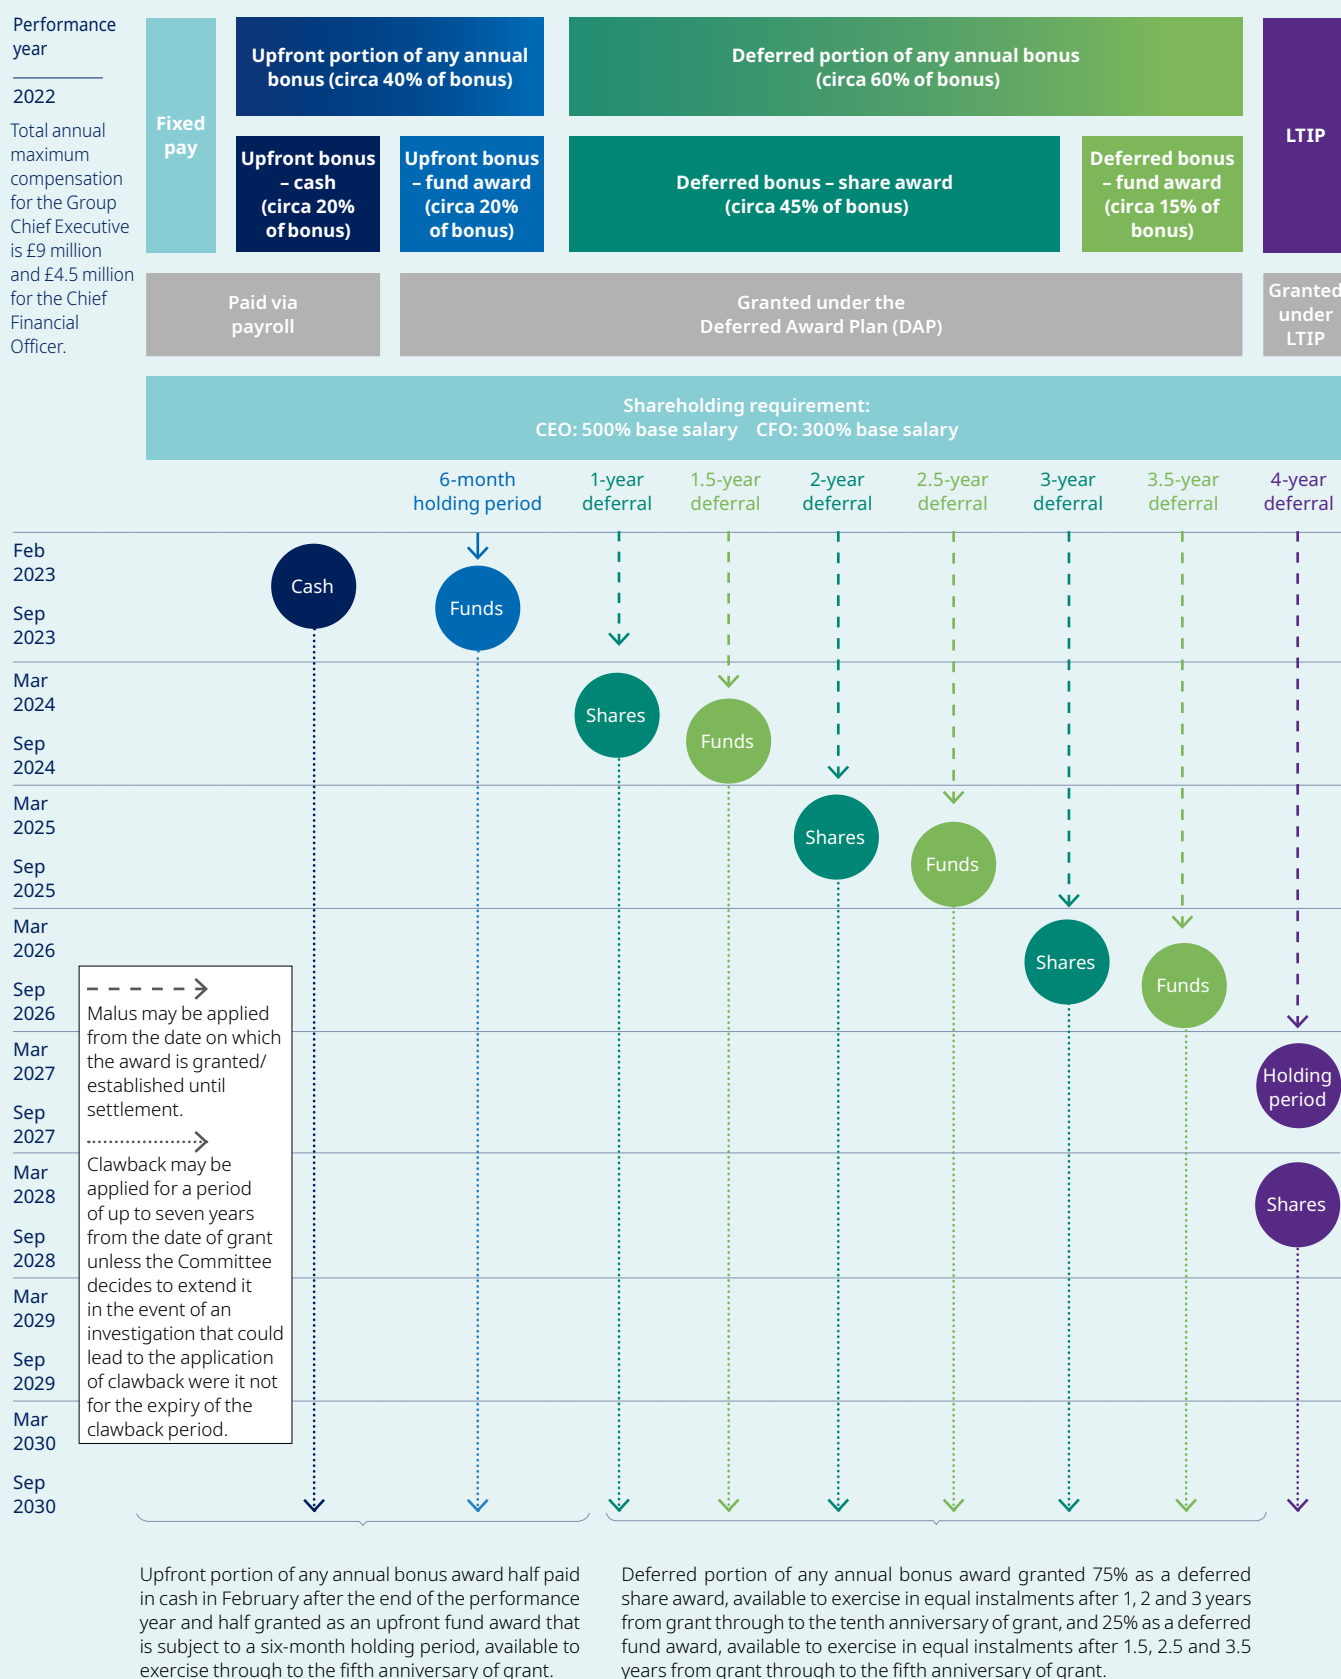 Performance
year
2022
Total annual
maximum
compensation
for the Group
Chief Executive
is £9 million
and £4.5 million
for the Chief
Financial
Officer.
Fixed
pay
Upfront portion of any annual
bonus (circa 40% of bonus)
Deferred portion of any annual bonus
(circa 60% of bonus)
LTIP
Upfront bonus
– cash
(circa 20%
of bonus)
Upfront bonus
– fund award
(circa 20%
of bonus)
Deferred bonus – share award
(circa 45% of bonus)
Deferred bonus
– fund award
(circa 15% of
bonus)
Paid via
payroll
Granted under the
Deferred Award Plan (DAP)
Granted
under
LTIP
Shareholding requirement:
CEO: 500% base salary CFO: 300% base salary
6-month
holding period
1-year
deferral
1.5-year
deferral
2-year
deferral
2.5-year
deferral
3-year
deferral
3.5-year
deferral
4-year
deferral
Feb
2023
Cash
Funds
Sep
2023
Mar
2024
Shares
Funds
Sep
2024
Mar
2025
Shares
Funds
Sep
2025
Mar
2026
Shares
Funds
Sep
2026
Mar
2027
Holding
period
Sep
2027
Mar
2028
Shares
Sep
2028
Mar
2029
Sep
2029
Mar
2030
Sep
2030
Malus may be applied
from the date on which
the award is granted/
established until
settlement.
Clawback may be
applied for a period
of up to seven years
from the date of grant
unless the Committee
decides to extend it
in the event of an
investigation that could
lead to the application
of clawback were it not
for the expiry of the
clawback period.
Upfront portion of any annual bonus award half paid
in cash in February after the end of the performance
year and half granted as an upfront fund award that
is subject to a six-month holding period, available to
exercise through to the fifth anniversary of grant.
Deferred portion of any annual bonus award granted 75% as a deferred
share award, available to exercise in equal instalments after 1, 2 and 3 years
from grant through to the tenth anniversary of grant, and 25% as a deferred
fund award, available to exercise in equal instalments after 1.5, 2.5 and 3.5
years from grant through to the fifth anniversary of grant.